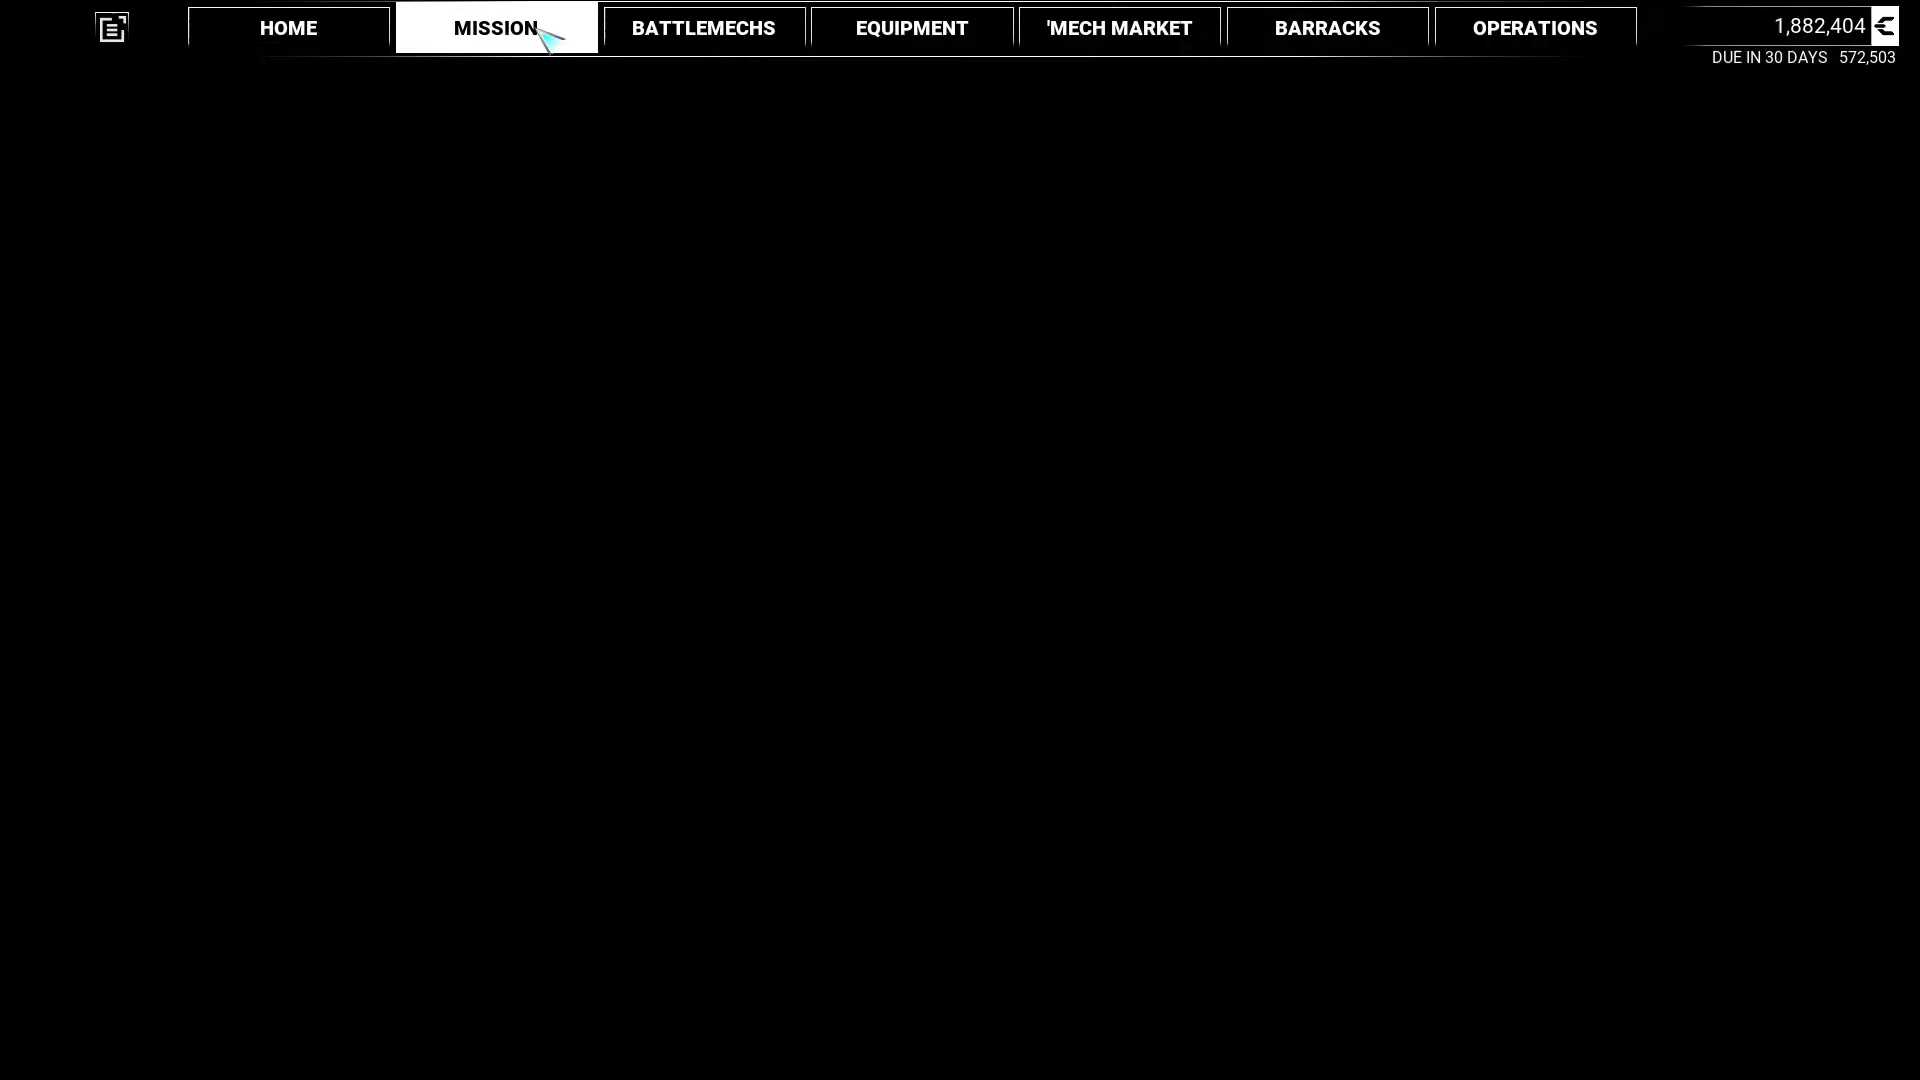 HOME
MISSION
BATTLEMECHS
EQUIPMENT
'MECH MARKET
BARRACKS
OPERATIONS
1,882,404
DUE IN 30 DAYS 572,503